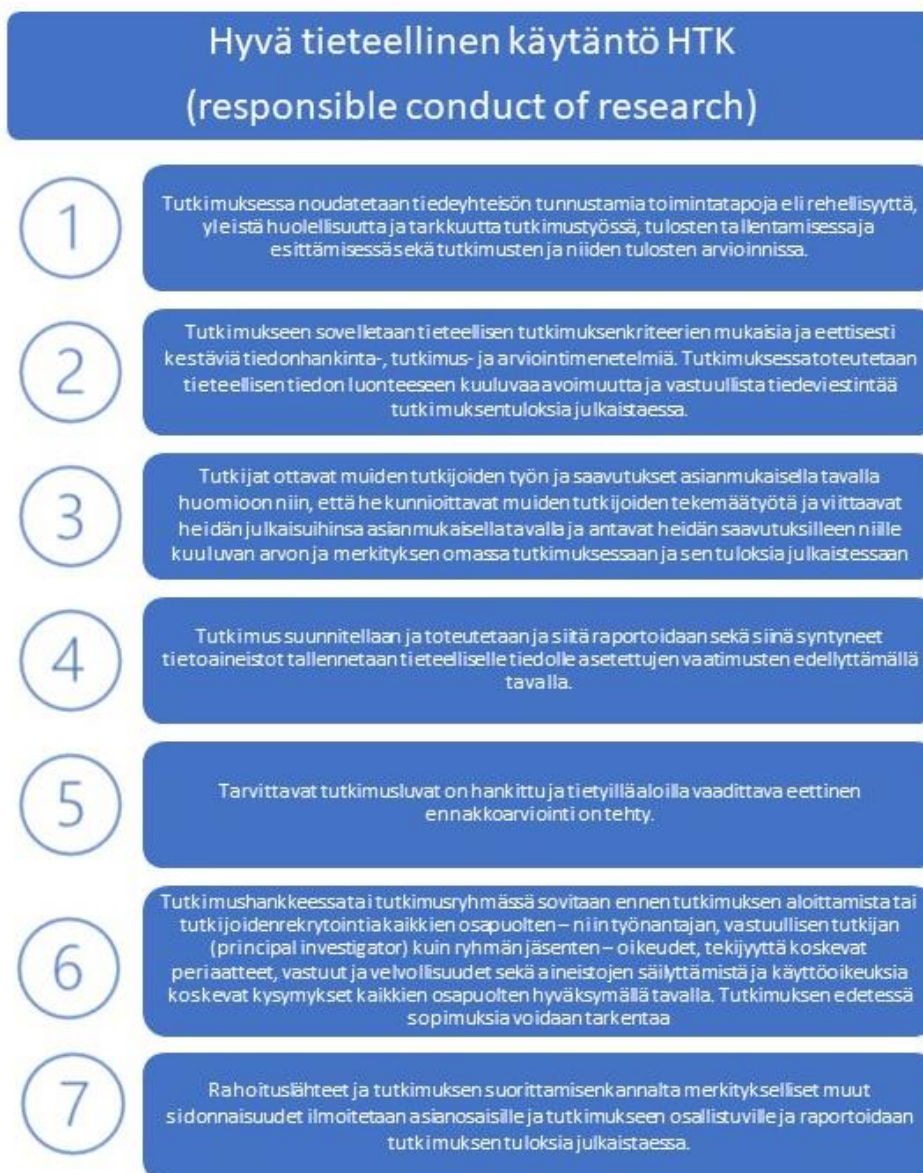 Hyvä tieteellinen käytäntö HTK
(responsible conduct of research)
1
Tutkimuksessa noudatetaan tiedeyhteisön tunnustamia toimintatapoja eli rehellisyyttä,
yleistä huolellisuutta ja tarkkuutta tutkimustyössä, tulosten tallentamisessa ja
esittämisessä sekä tutkimusten ja niiden tulosten arvioinnissa.
2
Tutkimukseen sovelletaan tieteellisen tutkimuksen kriteerien mukaisia ja eettisesti
kestäviä tiedonhankinta-, tutkimus- ja arviointimenetelmiä. Tutkimuksessa toteutetaan
tieteellisen tiedon luonteeseen kuuluvaa avoimuutta ja vastuullista tiedeviestintää
tutkimuksen tuloksia julkaistaessa.
3
Tutkijat ottavat muiden tutkijoiden työn ja saavutukset asianmukaisella tavalla
huomioon niin, että he kunnioittavat muiden tutkijoiden tekemää työtä ja viittaavat
heidän julkaisuihinsa asianmukaisella tavalla ja antavat heidän saavutuksilleen niille
kuuluvan arvon ja merkityksen omassa tutkimuksessaan ja sen tuloksia julkaistessaan
4
Tutkimus suunnitellaan ja toteutetaan ja siitä raportoidaan sekä siinä syntyneet
tietoaineistot tallennetaan tieteelliselle tiedolle asetettujen vaatimusten edellyttämällä
tavalla.
5
Tarvittavat tutkimusluvat on hankittu ja tietyillä aloilla vaadittava eettinen
ennakkoarviointi on tehty.
6
Tutkimushankkeessa tai tutkimusryhmässä sovitaan ennen tutkimuksen aloittamista tai
tutkijoiden rekrytointia kaikkien osapuolten – niin työnantajan, vastuullisen tutkijan
(principal investigator) kuin ryhmän jäsenten – oikeudet, tekijyyttä koskevat
periaatteet, vastuut ja velvollisuudet sekä aineistojen säilyttämistä ja käyttöoikeuksia
koskevat kysymykset kaikkien osapuolten hyväksymällä tavalla. Tutkimuksen edetessä
sopimuksia voidaan tarkentaa
7
Rahoituslähteet ja tutkimuksen suorittamisen kannalta merkitykselliset muut
sidonnaisuudet ilmoitetaan asianosaisille ja tutkimukseen osallistuville ja raportoidaan
tutkimuksen tuloksia julkaistaessa.